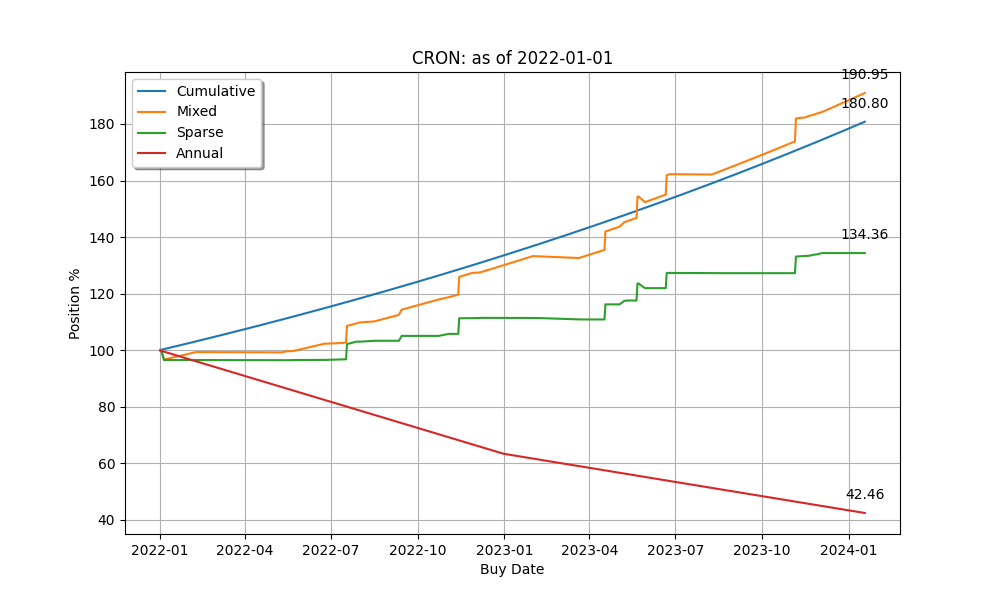 CRON: as of 2022-01-01
190.95
Cumulative
Mixed
Sparse
Annual
180.80
180
160
140
134.36
120
100
80
60
42.46
40
Position %
2022-01 2022-04 2022-07 2022-10 2023-01 2023-04 2023-07 2023-10 2024-01
Buy Date